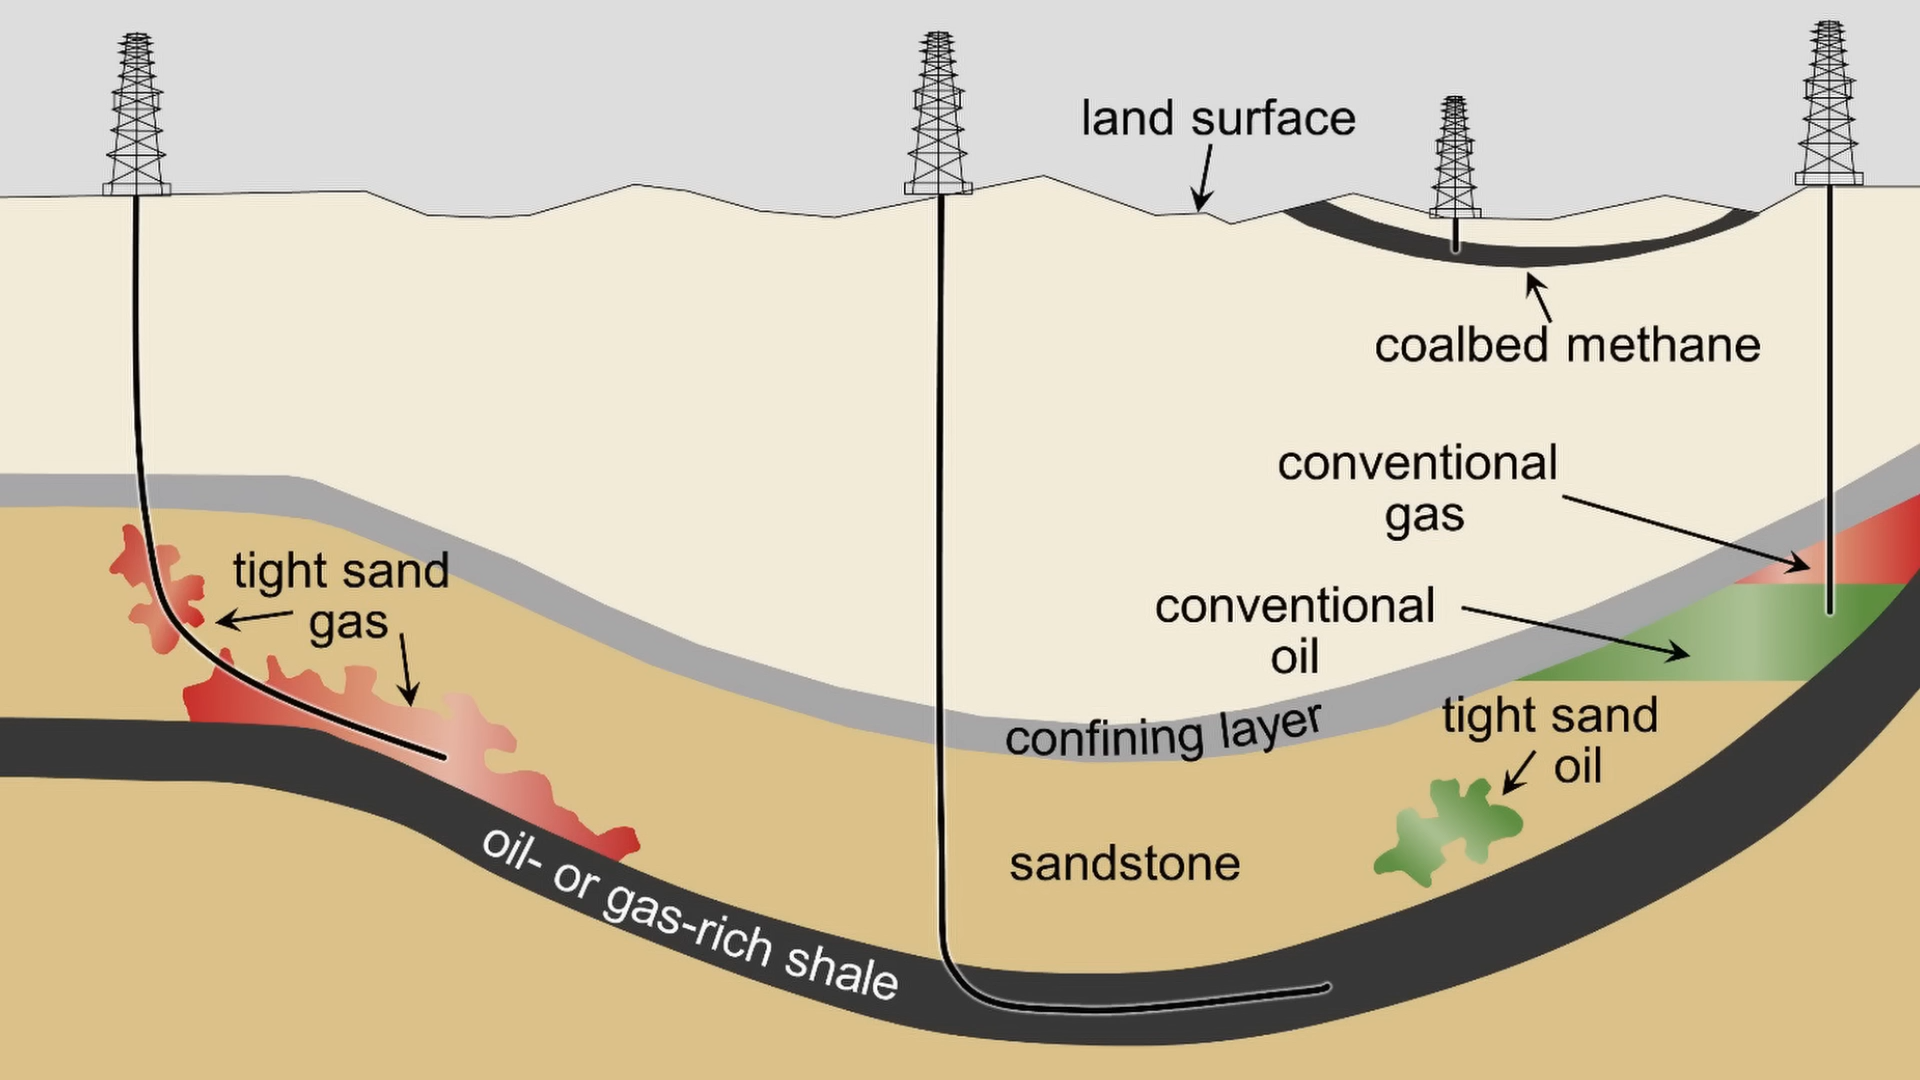 land surface
coalbed methane
conventional
gas
tight sand
gas
conventional
oil
confining layer
tight sand
oil
sandstone
oil- or gas-rich shale